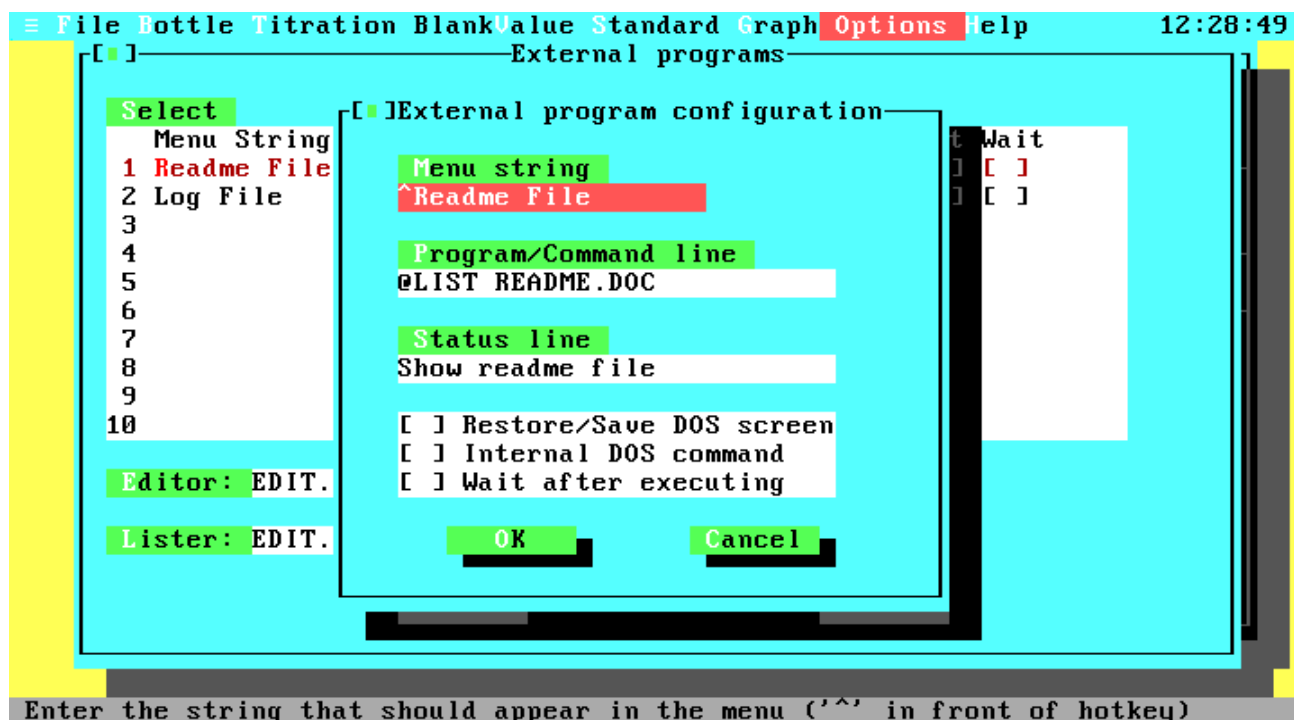 ≡ File Bottle Titration BlankValue Standard Graph Options Help 12:28:49
[■] External programs
Select
Menu String t Wait
1 Readme File ] [ ]
2 Log File ] [ ]
3
4
5
6
7
8
9
10
Editor: EDIT.
Lister: EDIT.
[■] External program configuration
Menu string
^Readme File
Program/Command line
@LIST README.DOC
Status line
Show readme file
[ ] Restore/Save DOS screen
[ ] Internal DOS command
[ ] Wait after executing
OK Cancel
Enter the string that should appear in the menu ('^' in front of hotkey)